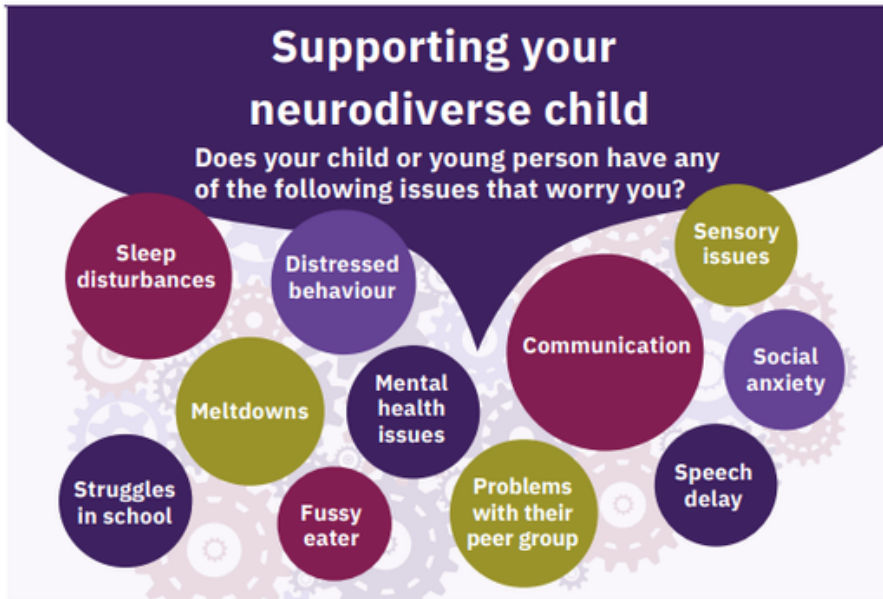 Supporting your
neurodiverse child
Does your child or young person have any
of the following issues that worry you?
Sleep
disturbances
Distressed
behaviour
Sensory
issues
Communication
Social
anxiety
Meltdowns
Mental
health
issues
Struggles
in school
Fussy
eater
Problems
with their
peer group
Speech
delay